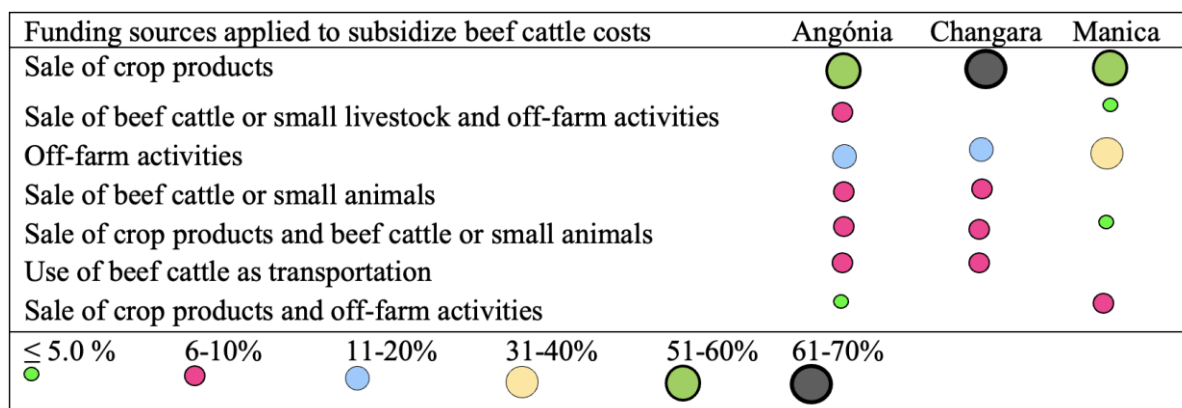 Funding sources applied to subsidize beef cattle costs Angónia Changara Manica
Sale of crop products
Sale of beef cattle or small livestock and off-farm activities
Off-farm activities
Sale of beef cattle or small animals
Sale of crop products and beef cattle or small animals
Use of beef cattle as transportation
Sale of crop products and off-farm activities
≤ 5.0 % 6-10% 11-20% 31-40% 51-60% 61-70%